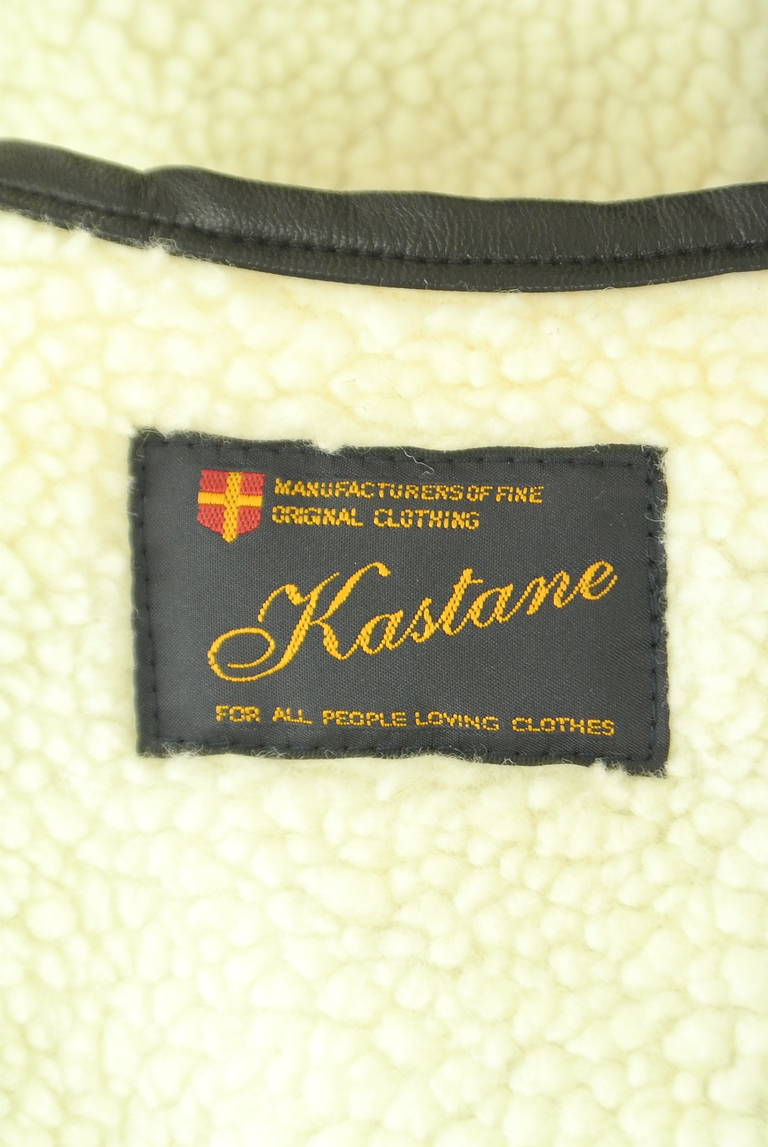 MANUFACTURERS OF FINE
ORIGINAL CLOTHING
Kastane
FOR ALL PEOPLE LOVING CLOTHES